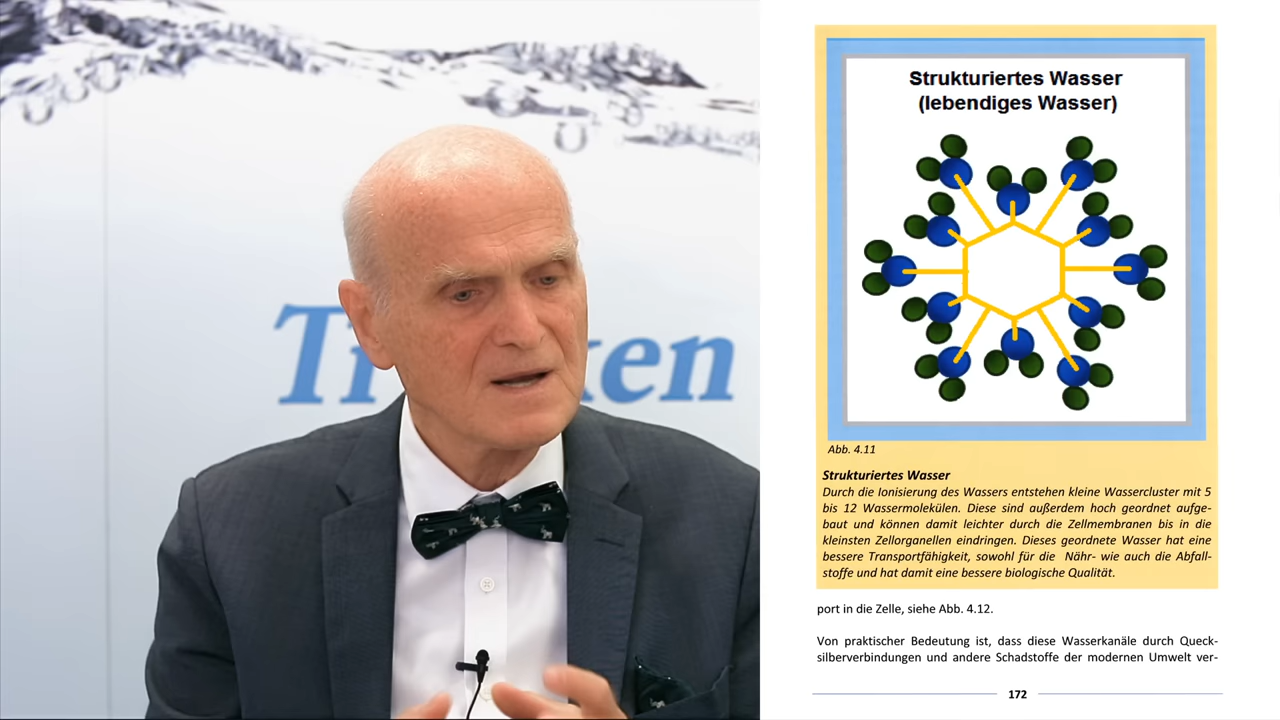 Strukturiertes Wasser
(lebendiges Wasser)
Abb. 4.11
Strukturiertes Wasser
Durch die Ionisierung des Wassers entstehen kleine Wassercluster mit 5
bis 12 Wassermolekülen. Diese sind außerdem hoch geordnet aufge-
baut und können damit leichter durch die Zellmembranen bis in die
kleinsten Zellorganellen eindringen. Dieses geordnete Wasser hat eine
bessere Transportfähigkeit, sowohl für die Nähr- wie auch die Abfall-
stoffe und hat damit eine bessere biologische Qualität.
port in die Zelle, siehe Abb. 4.12.
Von praktischer Bedeutung ist, dass diese Wasserkanäle durch Queck-
silberverbindungen und andere Schadstoffe der modernen Umwelt ver-
172